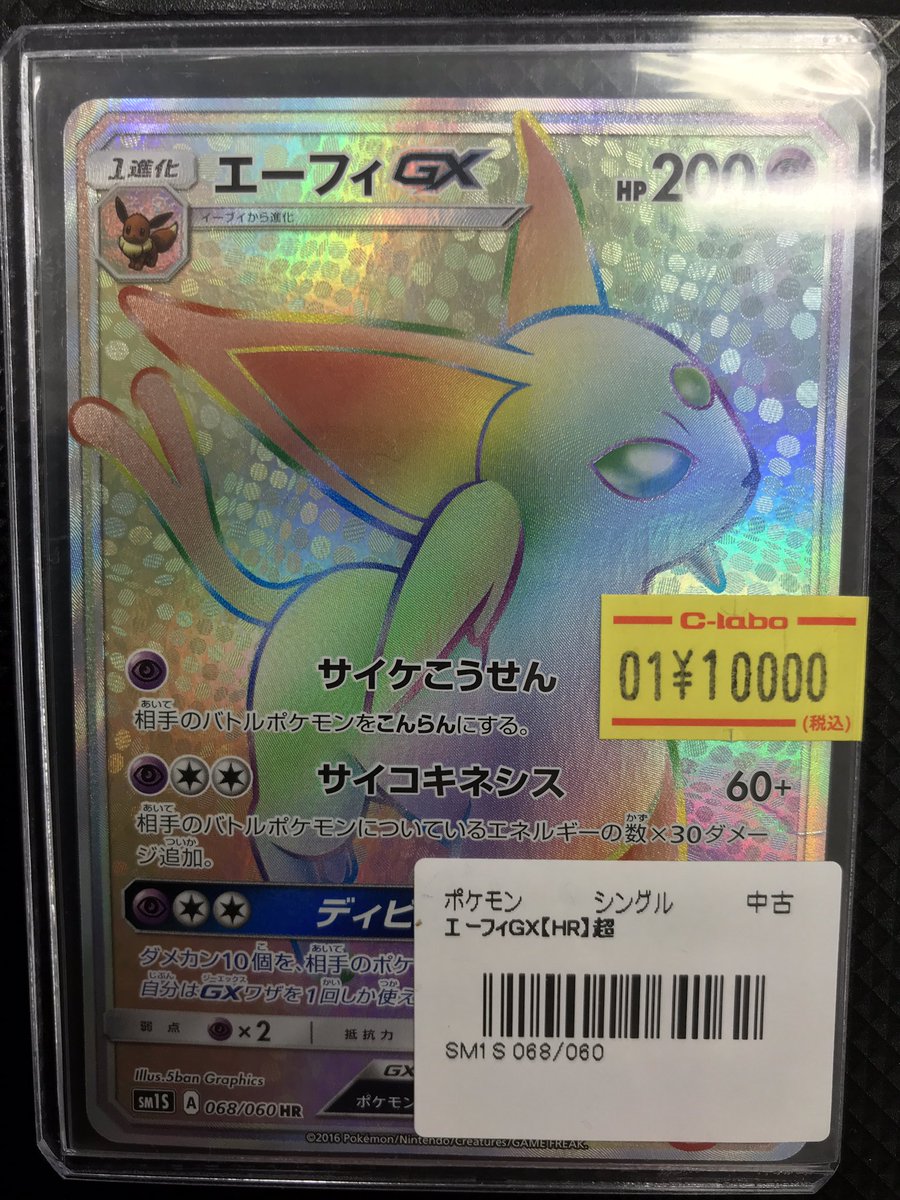 1進化
エーフィGX
HP200
イーブイから進化
サイケこうせん
相手のバトルポケモンをこんらんにする。
サイコキネシス 60+
相手のバトルポケモンについているエネルギーの数×30ダメー
ジ追加。
C-labo
01¥10000
(税込)
ディビ
ダメカン10個を、相手のポケ
自分はGXワザを1回しか使え
弱点 ×2 抵抗力
GX
ポケモン
Illus.5ban Graphics
SM1S A 068/060 HR
©2016 Pokémon/Nintendo/Creatures/GAME FREAK.
ポケモン シングル 中古
エーフィGX【HR】超
SM1S 068/060